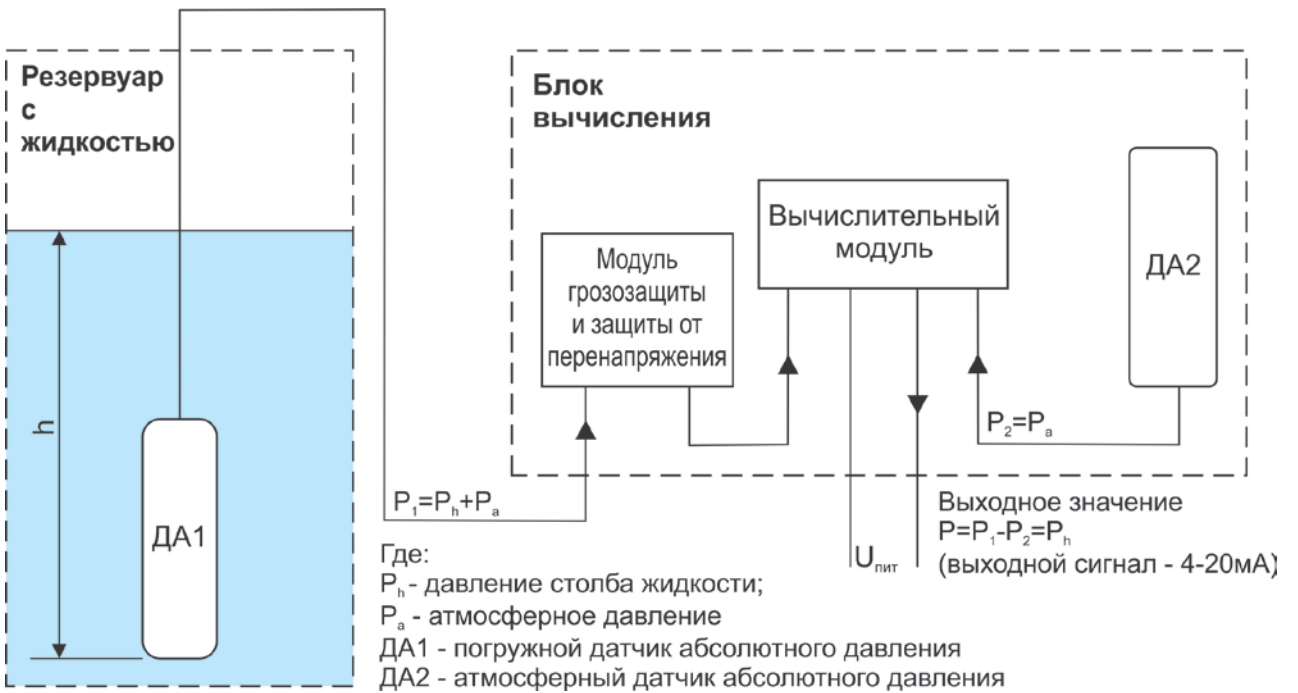 Резервуар
с
жидкостью
h
ДА1
Блок
вычисления
Модуль
грозозащиты
и защиты от
перенапряжения
Вычислительный
модуль
ДА2
P₂=Pₐ
P₁=Pₕ+Pₐ
Uпит
Выходное значение
P=P₁-P₂=Pₕ
(выходной сигнал - 4-20мА)
Где:
Pₕ - давление столба жидкости;
Pₐ - атмосферное давление
ДА1 - погружной датчик абсолютного давления
ДА2 - атмосферный датчик абсолютного давления